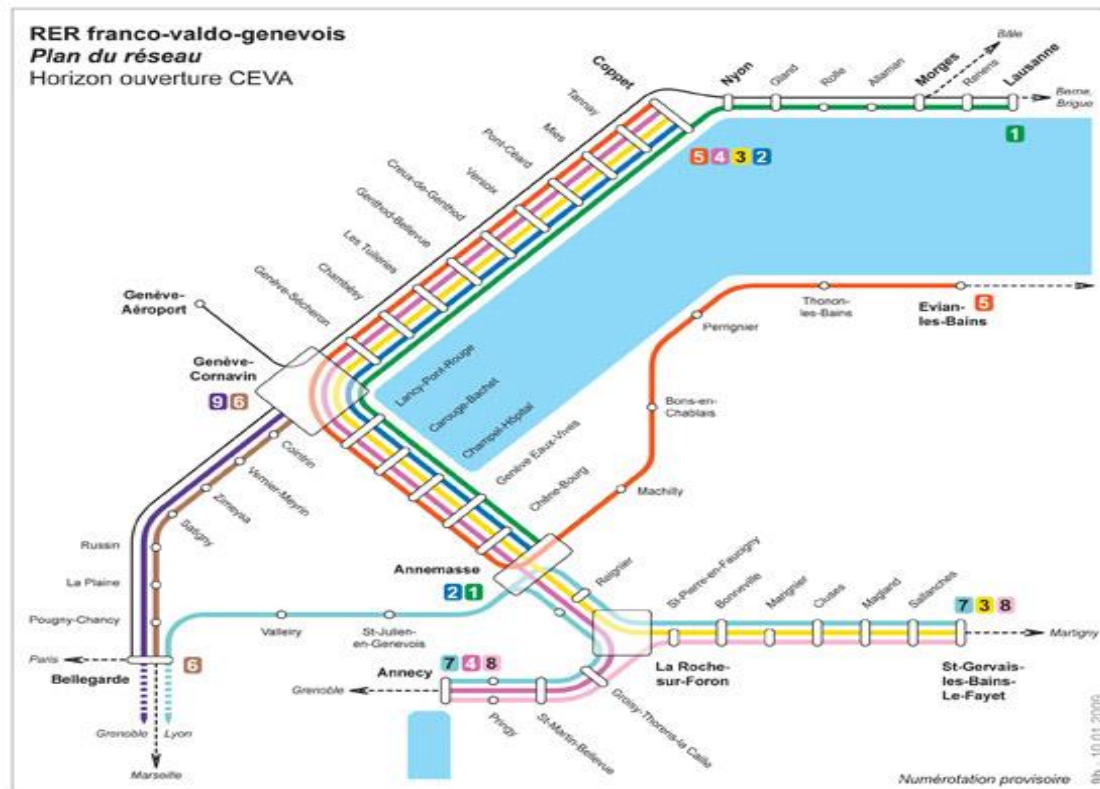 RER franco-valdo-genevois
Plan du réseau
Horizon ouverture CEVA
Coppet
Tannay
Mies
Pont-Céard
Versoix
Creux-de-Genthod
Genthod-Bellevue
Les Tuileries
Chambésy
Genève-Sécheron
Nyon
Gland
Rolle
Allaman
Morges
Bâle
Renens
Lausanne
Berne,
Brigue
1
5 4 3 2
Genève-
Aéroport
Genève-
Cornavin
9 6
Lancy-Pont-Rouge
Carouge-Bachet
Champel-Hôpital
Genève Eaux-Vives
Chêne-Bourg
Perrignier
Thonon-
les-Bains
Evian-
les-Bains
5
Bons-en-
Chablais
Machilly
Cointrin
Vernier-Meyrin
Zimeysa
Satigny
Russin
La Plaine
Pougny-Chancy
Paris
Bellegarde
6
Grenoble
Lyon
Marseille
Valleiry
St-Julien-
en-Genevois
Annemasse
2 1
Reignier
La Roche-
sur-Foron
St-Pierre-en-Faucigny
Bonneville
Marignier
Cluses
Magland
Sallanches
7 3 8
Martigny
St-Gervais-
les-Bains-
Le-Fayet
Annecy
7 4 8
Grenoble
Pringy
St-Martin-Bellevue
Groisy-Thorens-la Caille
Numérotation provisoire
10.01.2009